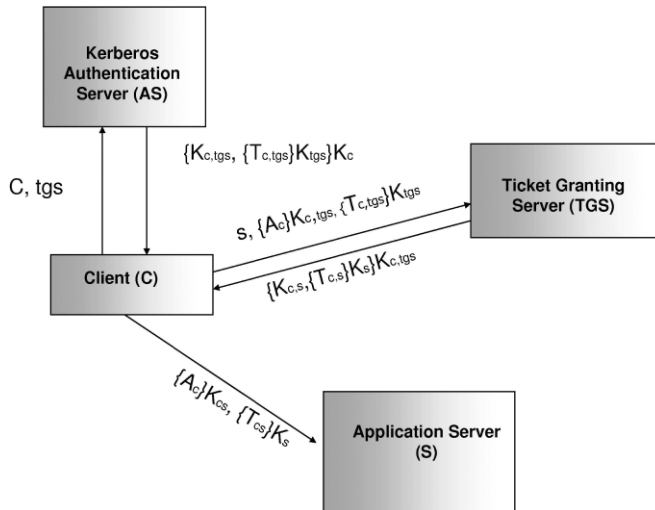 Kerberos
Authentication
Server (AS)
{Kc,tgs, {Tc,tgs}Ktgs}Kc
C, tgs
s, {Ac}Kc,tgs, {Tc,tgs}Ktgs
Ticket Granting
Server (TGS)
Client (C)
{Kc,s,{Tc,s}Ks}Kc,tgs
{Ac}Kcs, {Tcs}Ks
Application Server
(S)